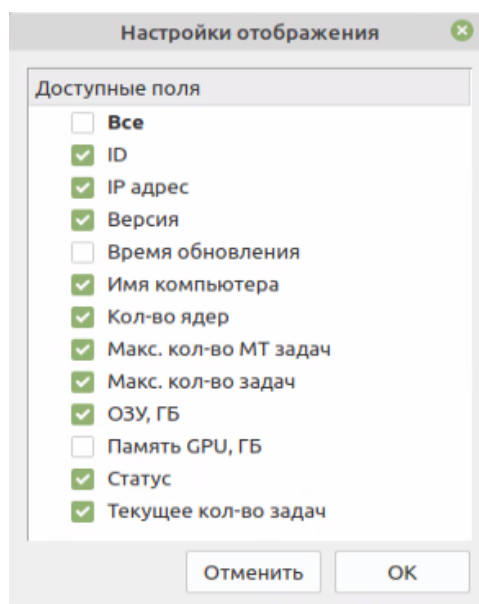 Настройки отображения
Доступные поля
Все
ID
IP адрес
Версия
Время обновления
Имя компьютера
Кол-во ядер
Макс. кол-во МТ задач
Макс. кол-во задач
ОЗУ, ГБ
Память GPU, ГБ
Статус
Текущее кол-во задач
Отменить
OK